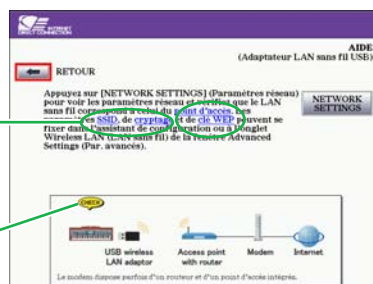 INTERNET
DIRECT CONNECTION
AIDE
(Adaptateur LAN sans fil USB)
RETOUR
Appuyez sur [NETWORK SETTINGS] (Paramètres réseau)
pour voir les paramètres réseau et vérifiez que le LAN
sans fil correspond à celui du point d'accès. Les
paramètres SSID, de cryptage et de clé WEP peuvent se
fixer dans l'assistant de configuration ou à l'onglet
Wireless LAN (LAN sans fil) de la fenêtre Advanced
Settings (Par. avancés).
NETWORK
SETTINGS
CHECK
USB wireless
LAN adaptor
Access point
with router
Modem
Internet
Le modem dispose parfois d'un routeur et d'un point d'accès intégrés.